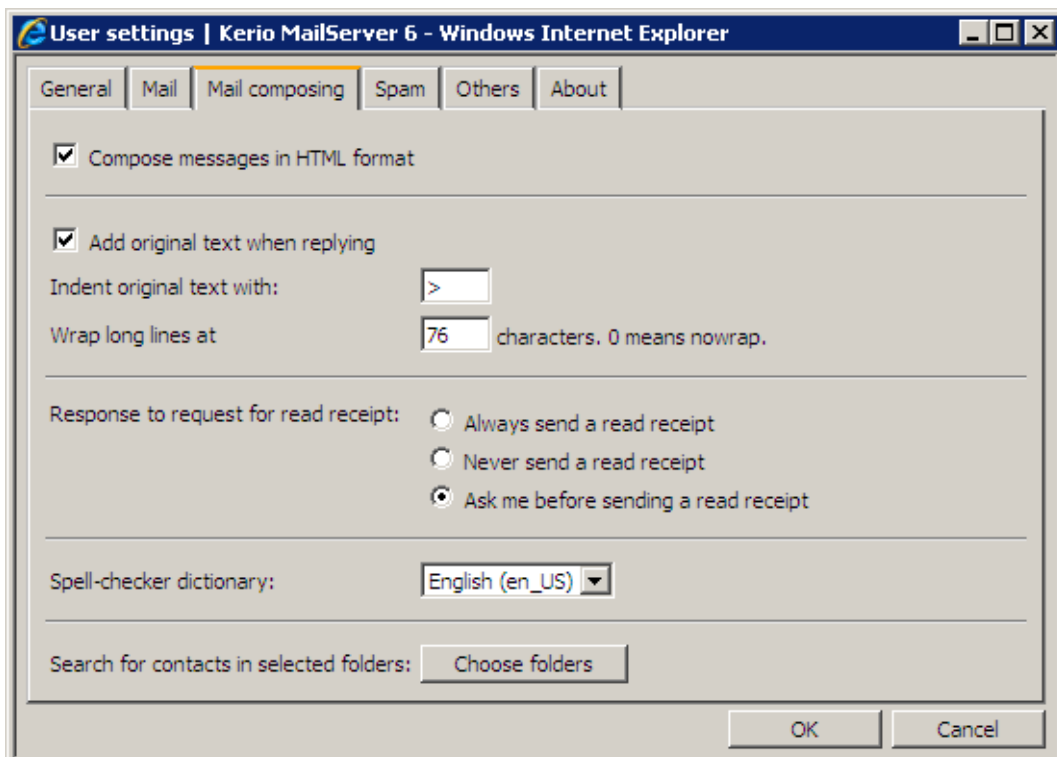 User settings | Kerio MailServer 6 - Windows Internet Explorer
General Mail Mail composing Spam Others About
Compose messages in HTML format
Add original text when replying
Indent original text with: >
Wrap long lines at 76 characters. 0 means nowrap.
Response to request for read receipt: Always send a read receipt
Never send a read receipt
Ask me before sending a read receipt
Spell-checker dictionary: English (en_US)
Search for contacts in selected folders: Choose folders
OK Cancel